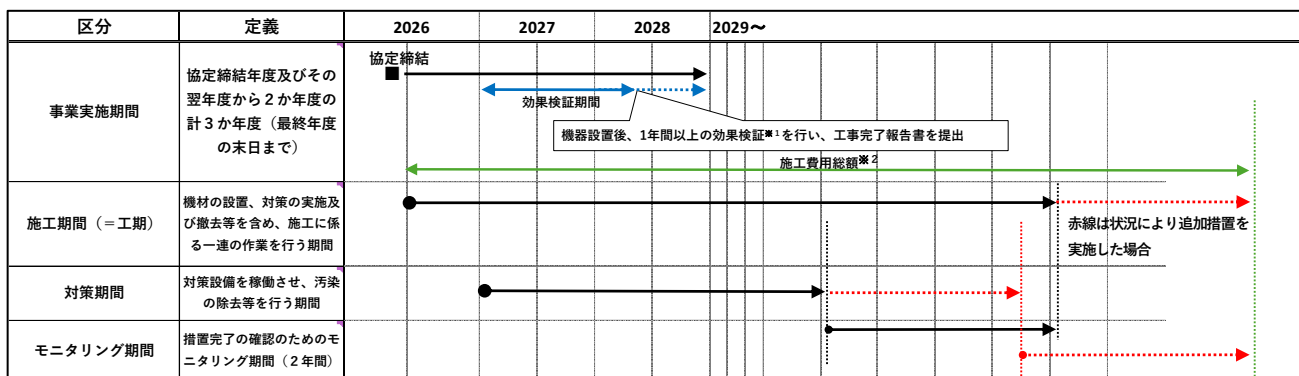 区分 定義 2026 2027 2028 2029～
事業実施期間
協定締結年度及びその
翌年度から２か年度の
計３か年度（最終年度
の末日まで）
協定締結
効果検証期間
機器設置後、1年間以上の効果検証※1を行い、工事完了報告書を提出
施工費用総額※2
施工期間（＝工期）
機材の設置、対策の実施及
び撤去等を含め、施工に係
る一連の作業を行う期間
赤線は状況により追加措置を
実施した場合
対策期間
対策設備を稼働させ、汚染
の除去等を行う期間
モニタリング期間
措置完了の確認のためのモ
ニタリング期間（２年間）